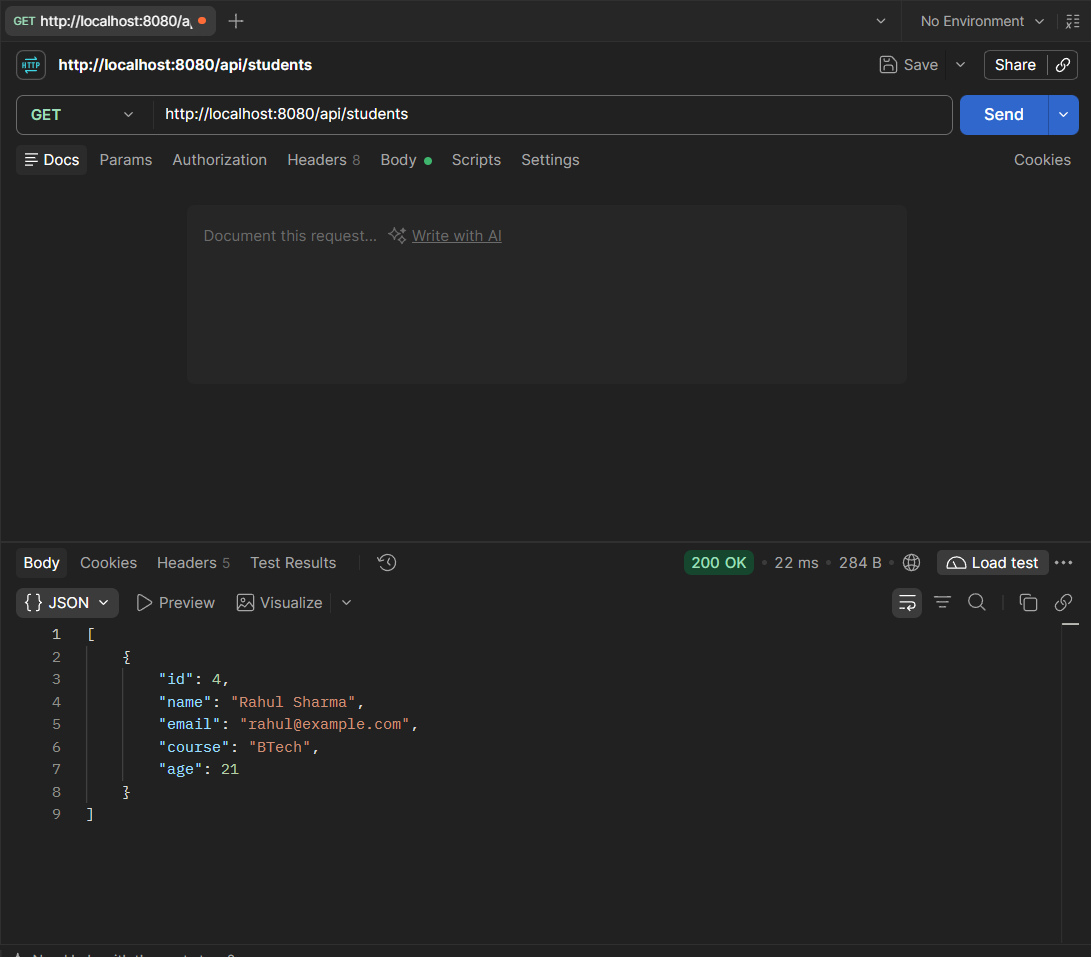 GET http://localhost:8080/a
No Environment
HTTP http://localhost:8080/api/students
Save
Share
GET
http://localhost:8080/api/students
Send
Docs Params Authorization Headers 8 Body Scripts Settings Cookies
Document this request... Write with AI
Body Cookies Headers 5 Test Results 200 OK • 22 ms • 284 B • Load test
{} JSON Preview Visualize
1 [
2 {
3 "id": 4,
4 "name": "Rahul Sharma",
5 "email": "rahul@example.com",
6 "course": "BTech",
7 "age": 21
8 }
9 ]